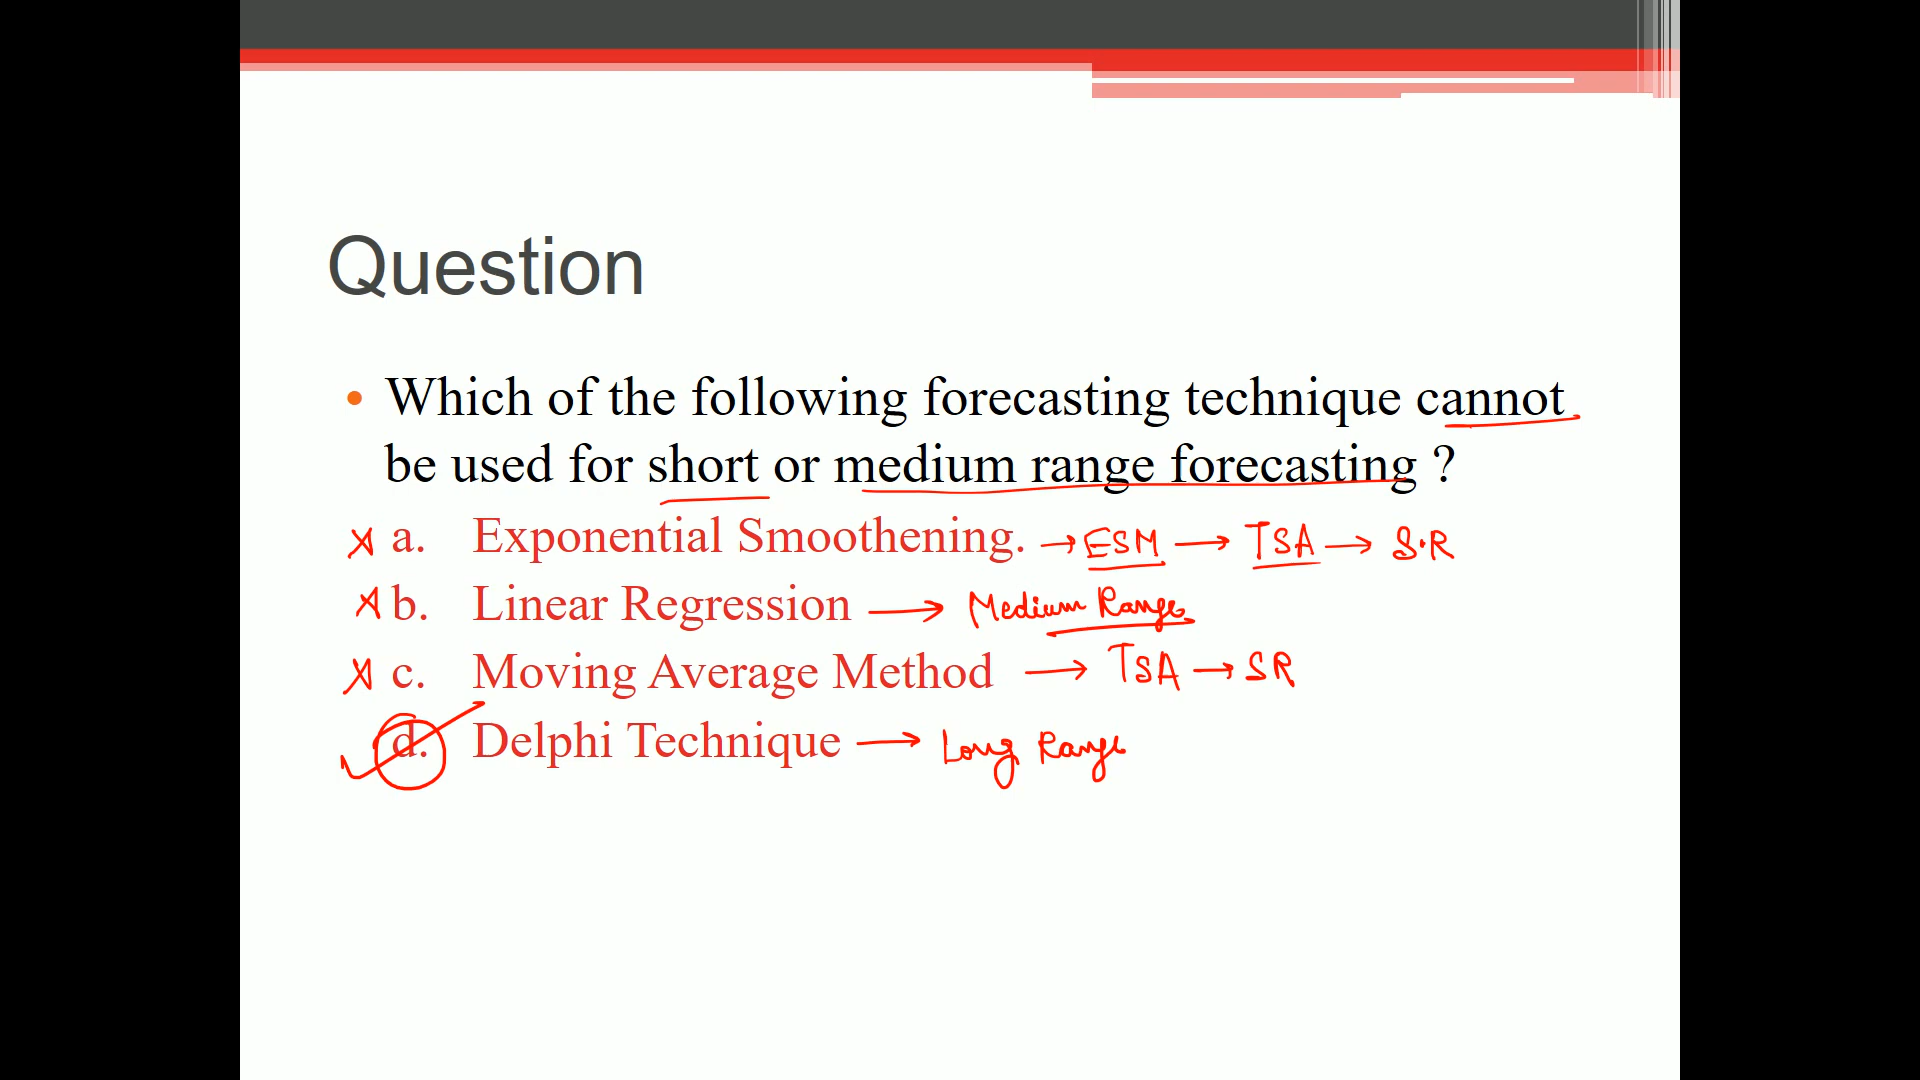 Question
• Which of the following forecasting technique cannot
be used for short or medium range forecasting ?
a. Exponential Smoothening. → ESM → TSA → S.R
b. Linear Regression → Medium Range
c. Moving Average Method → TSA → SR
d. Delphi Technique → Long Range